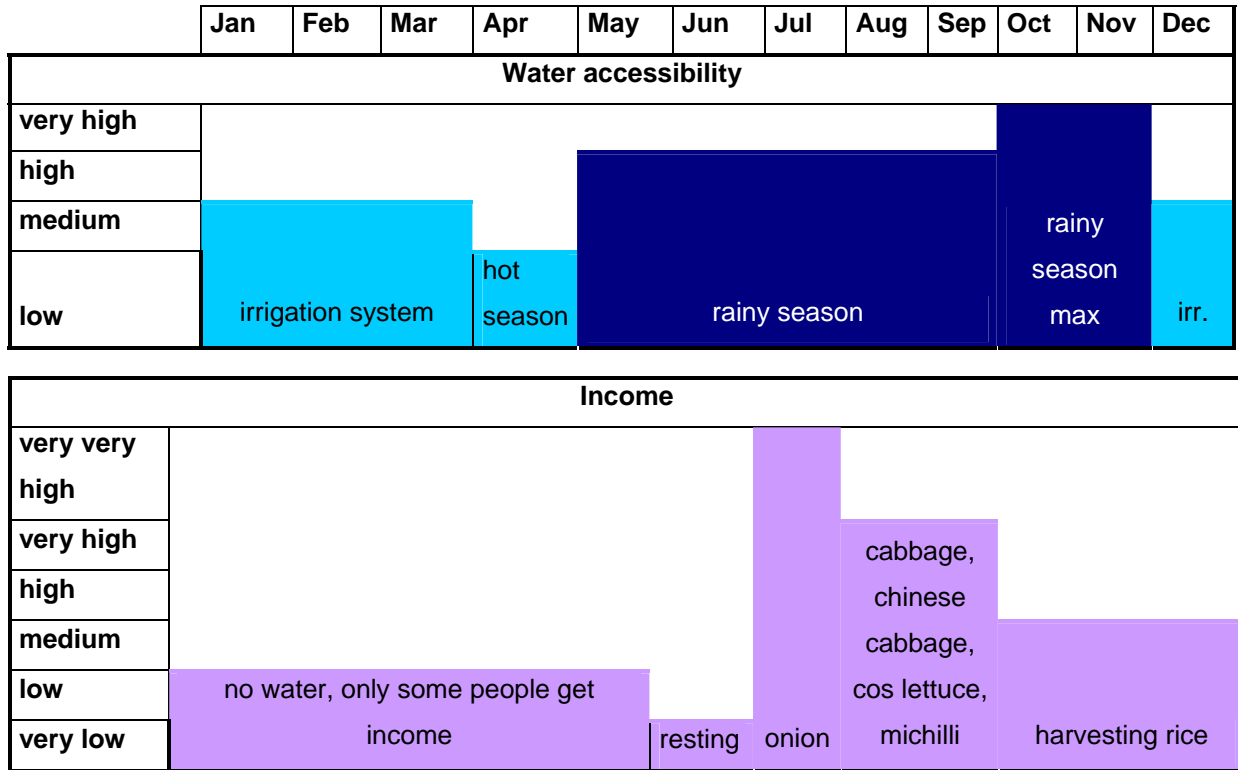 Jan Feb Mar Apr May Jun Jul Aug Sep Oct Nov Dec
Water accessibility
very high
high
medium
low
irrigation system
hot
season
rainy season
rainy
season
max
irr.
Income
very very
high
very high
high
medium
low
very low
no water, only some people get
income
resting
onion
cabbage,
chinese
cabbage,
cos lettuce,
michilli
harvesting rice